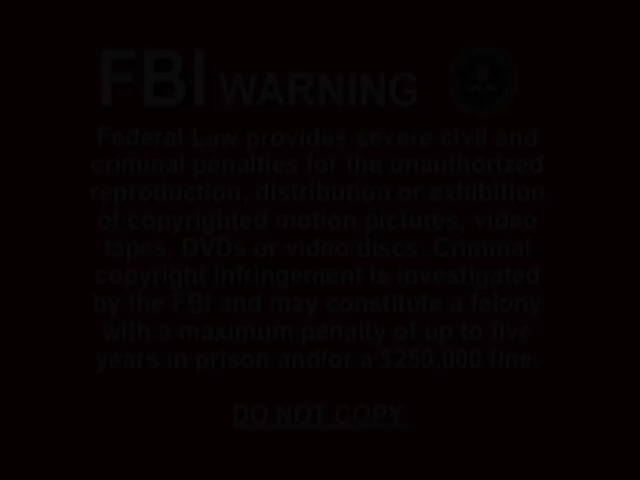 FBI WARNING
Federal Law provides severe civil and
criminal penalties for the unauthorized
reproduction, distribution or exhibition
of copyrighted motion pictures, video
tapes, DVDs or video discs. Criminal
copyright infringement is investigated
by the FBI and may constitute a felony
with a maximum penalty of up to five
years in prison and/or a $250,000 fine.
DO NOT COPY